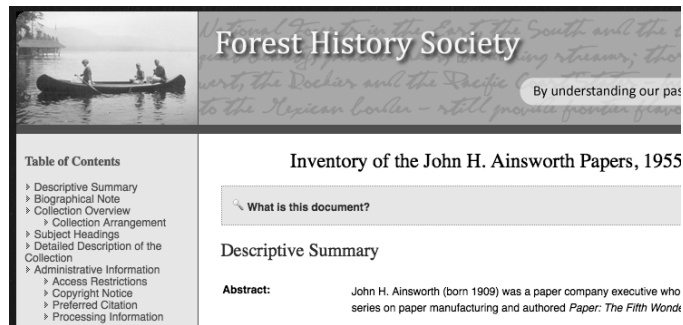 Forest History Society
By understanding our pas
Table of Contents
Descriptive Summary
Biographical Note
Collection Overview
Collection Arrangement
Subject Headings
Detailed Description of the
Collection
Administrative Information
Access Restrictions
Copyright Notice
Preferred Citation
Processing Information
Inventory of the John H. Ainsworth Papers, 1955
What is this document?
Descriptive Summary
Abstract:
John H. Ainsworth (born 1909) was a paper company executive who
series on paper manufacturing and authored Paper: The Fifth Wonde